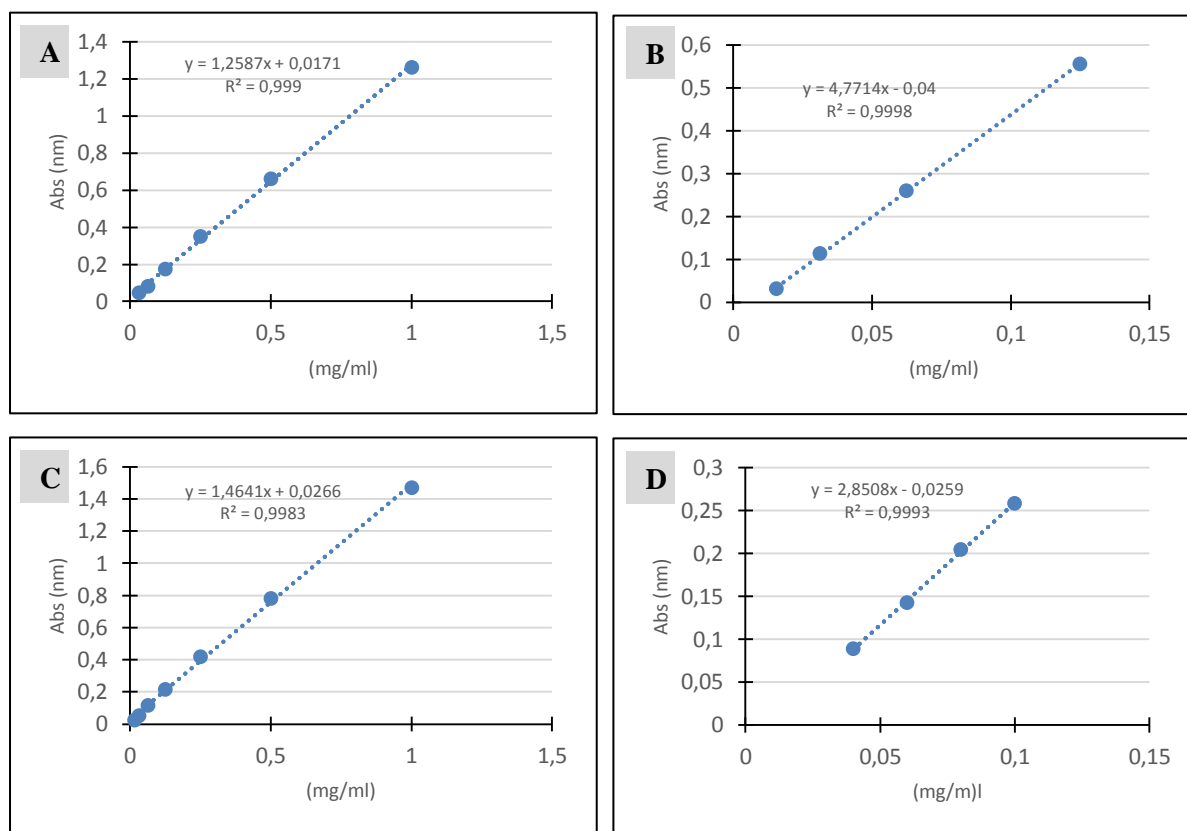 A
y = 1,2587x + 0,0171
R² = 0,999
Abs (nm)
1,4
1,2
1
0,8
0,6
0,4
0,2
0
0
0,5
1
1,5
(mg/ml)
B
y = 4,7714x - 0,04
R² = 0,9998
Abs (nm)
0,6
0,5
0,4
0,3
0,2
0,1
0
0
0,05
0,1
0,15
(mg/ml)
C
y = 1,4641x + 0,0266
R² = 0,9983
Abs (nm)
1,6
1,4
1,2
1
0,8
0,6
0,4
0,2
0
0
0,5
1
1,5
(mg/ml)
D
y = 2,8508x - 0,0259
R² = 0,9993
Abs (nm)
0,3
0,25
0,2
0,15
0,1
0,05
0
0
0,05
0,1
0,15
(mg/m)l